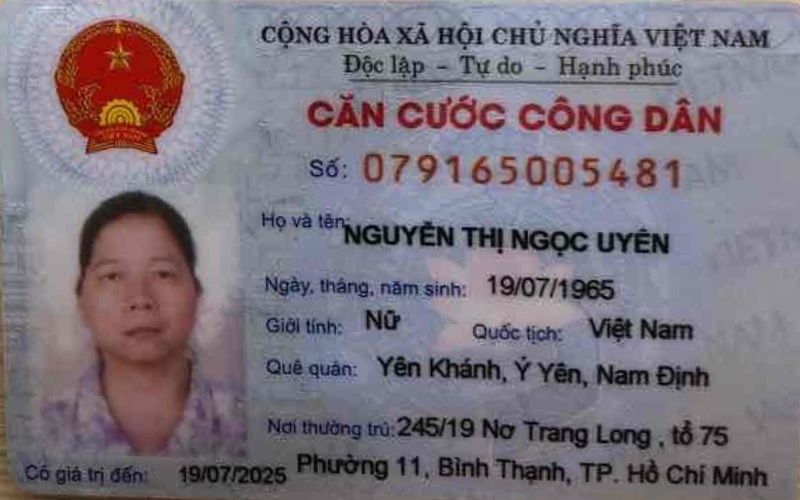 CỘNG HÒA XÃ HỘI CHỦ NGHĨA VIỆT NAM
Độc lập - Tự do - Hạnh phúc
CĂN CƯỚC CÔNG DÂN
Số: 079165005481
Họ và tên: NGUYỄN THỊ NGỌC UYÊN
Ngày, tháng, năm sinh: 19/07/1965
Giới tính: Nữ Quốc tịch: Việt Nam
Quê quán: Yên Khánh, Ý Yên, Nam Định
Nơi thường trú: 245/19 Nơ Trang Long , tổ 75
Phường 11, Bình Thạnh, TP. Hồ Chí Minh
Có giá trị đến: 19/07/2025